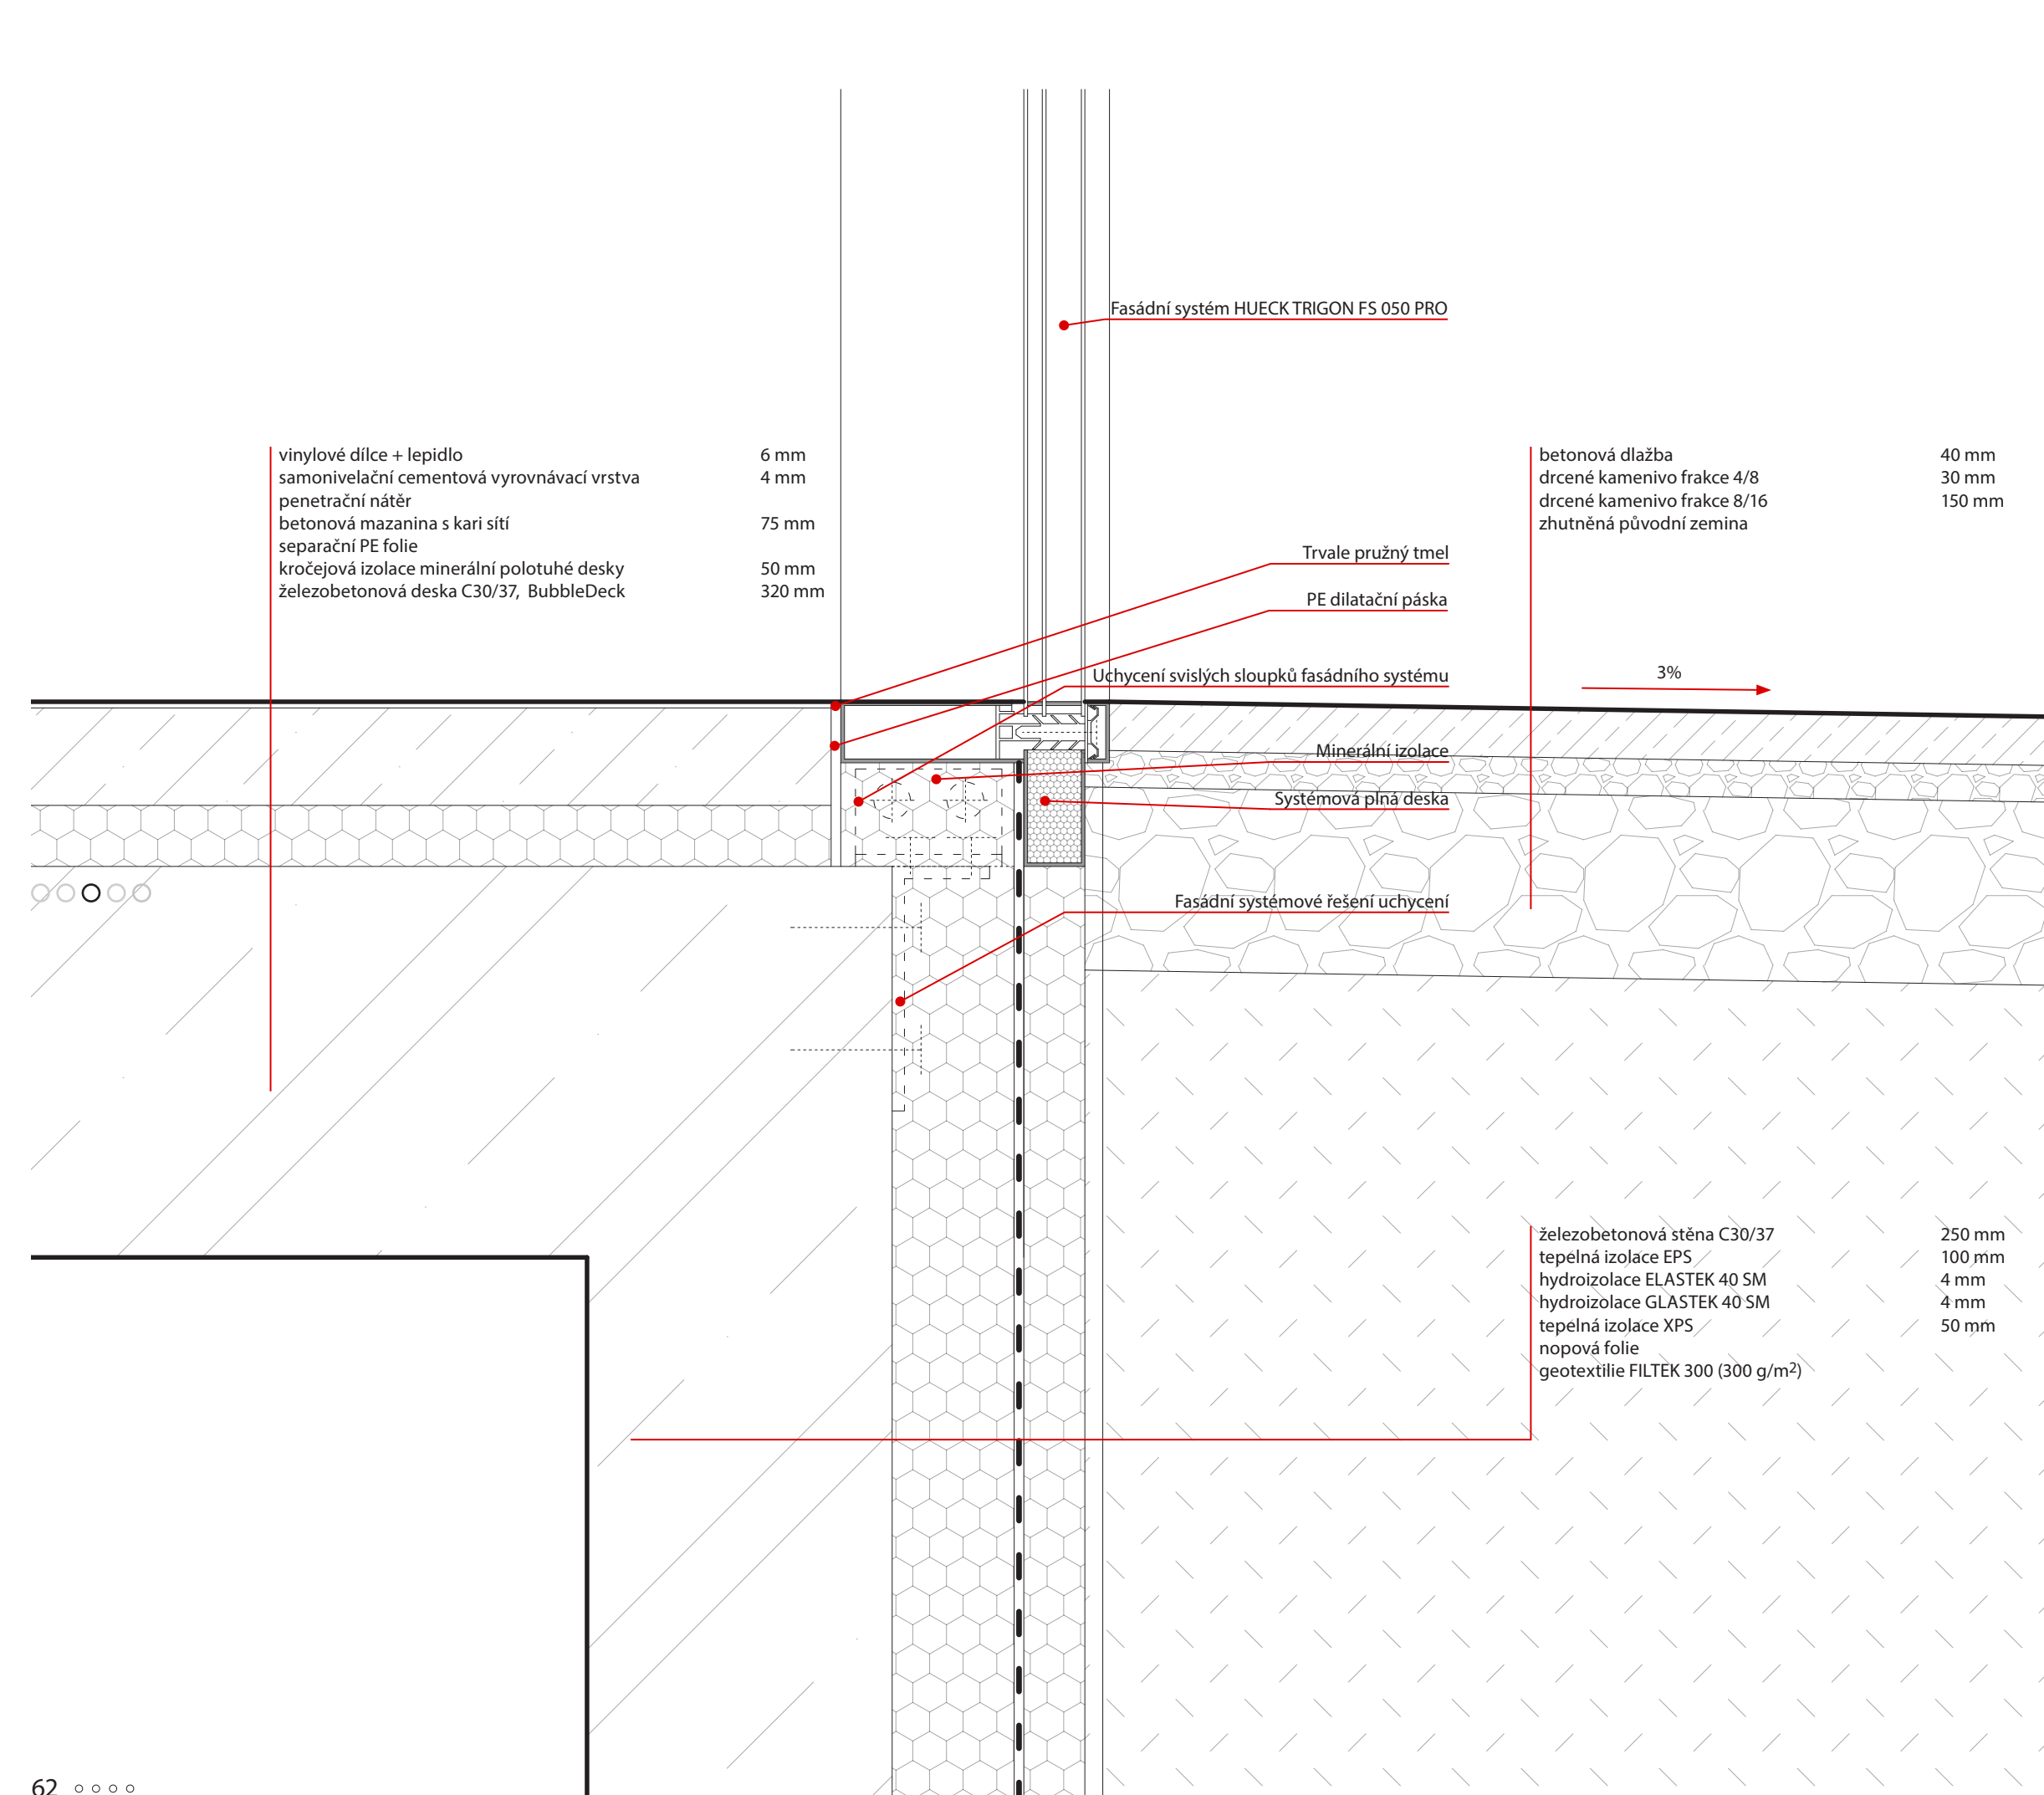 Fasádní systém HUECK TRIGON FS 050 PRO
vinylové dílce + lepidlo 6 mm
samonivelační cementová vyrovnávací vrstva 4 mm
penetrační nátěr
betonová mazanina s kari sítí 75 mm
separační PE folie
kročejová izolace minerální polotuhé desky 50 mm
železobetonová deska C30/37, BubbleDeck 320 mm
betonová dlažba 40 mm
drcené kamenivo frakce 4/8 30 mm
drcené kamenivo frakce 8/16 150 mm
zhutněná původní zemina
Trvale pružný tmel
PE dilatační páska
Uchycení svislých sloupků fasádního systému
3%
Minerální izolace
Systémová plná deska
Fasádní systémové řešení uchycení
železobetonová stěna C30/37 250 mm
tepelná izolace EPS 100 mm
hydroizolace ELASTEK 40 SM 4 mm
hydroizolace GLASTEK 40 SM 4 mm
tepelná izolace XPS 50 mm
nopová folie
geotextilie FILTEK 300 (300 g/m²)
62